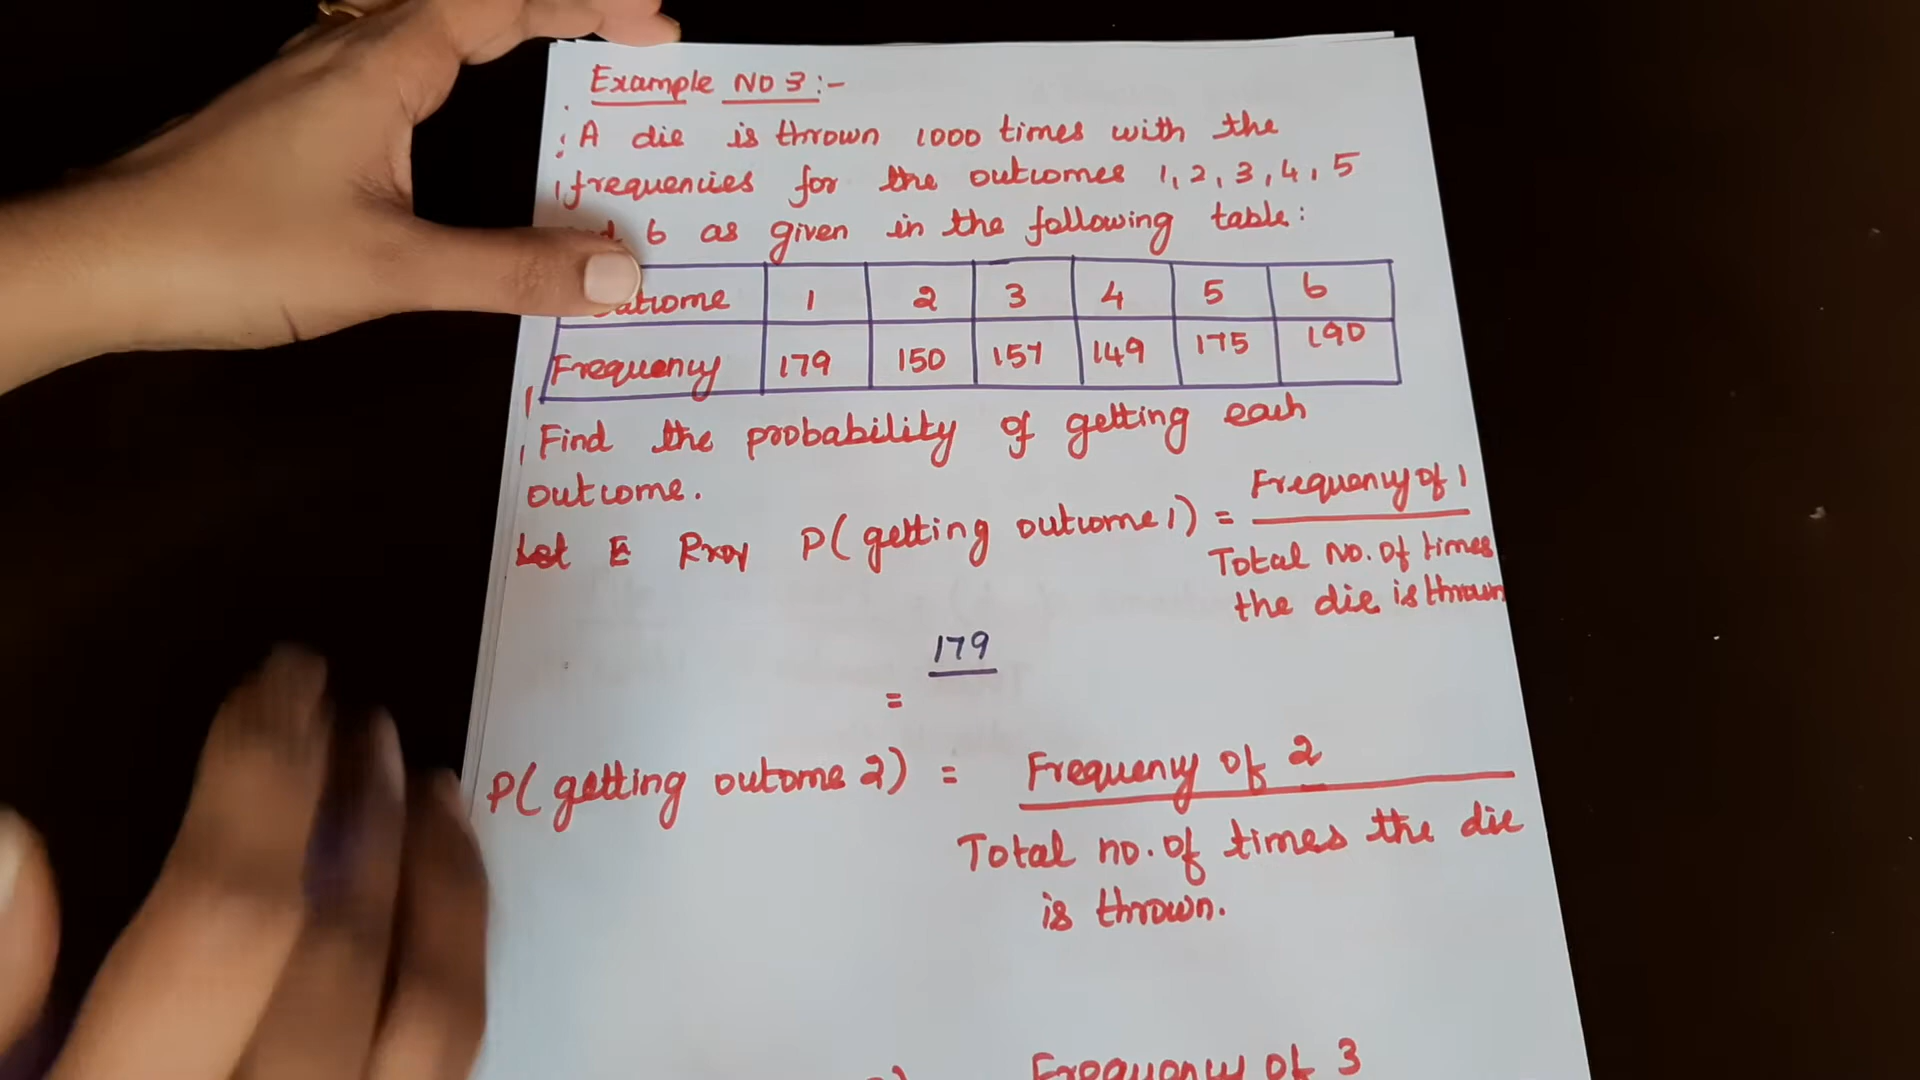 Example No 3:-
A die is thrown 1000 times with the
frequencies for the outcomes 1, 2, 3, 4, 5
6 as given in the following table:
1 2 3 4 5 6
Frequency 179 150 157 149 175 190
Find the probability of getting each
outcome.
Let E P( getting outcome 1) = Frequency of 1
Total No. of times
the die is thrown
179
=
P( getting outome 2) = Frequency of 2
Total no. of times the die
is thrown.
Frequency of 3